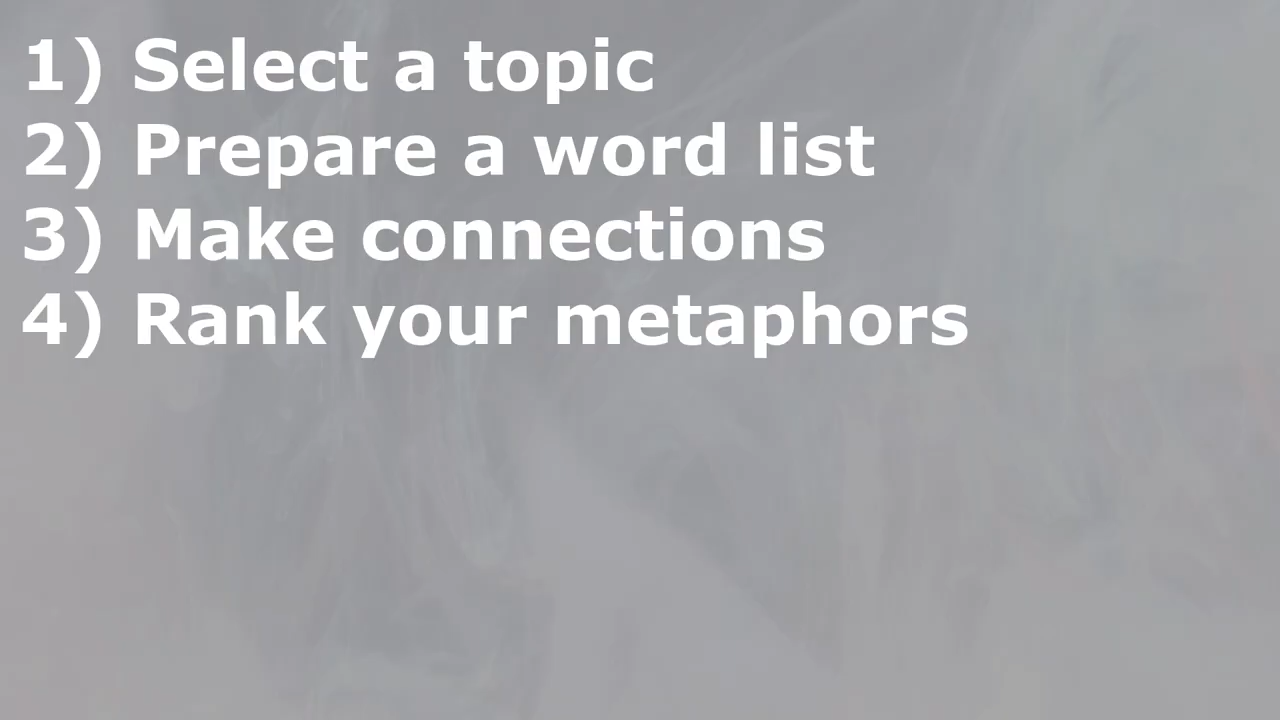 1) Select a topic
2) Prepare a word list
3) Make connections
4) Rank your metaphors